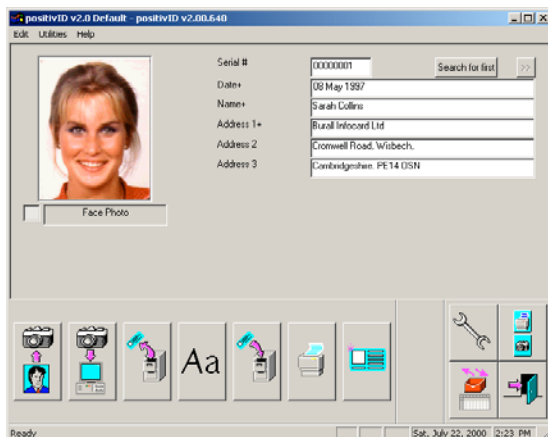 positivID v2.0 Default - positivID v2.00.640
Edit Utilities Help
Serial # 00000001 Search for first >>
Date+ 08 May 1997
Name+ Sarah Collins
Address 1+ Burall Infocard Ltd
Address 2 Cromwell Road, Wisbech,
Address 3 Cambridgeshire. PE14 0SN
Face Photo
Aa
Ready Sat, July 22, 2000 2:23 PM